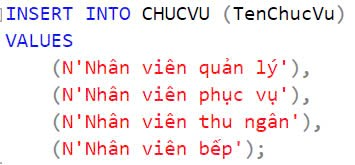 INSERT INTO CHUCVU (TenChucVu)
VALUES
(N'Nhân viên quản lý'),
(N'Nhân viên phục vụ'),
(N'Nhân viên thu ngân'),
(N'Nhân viên bếp');